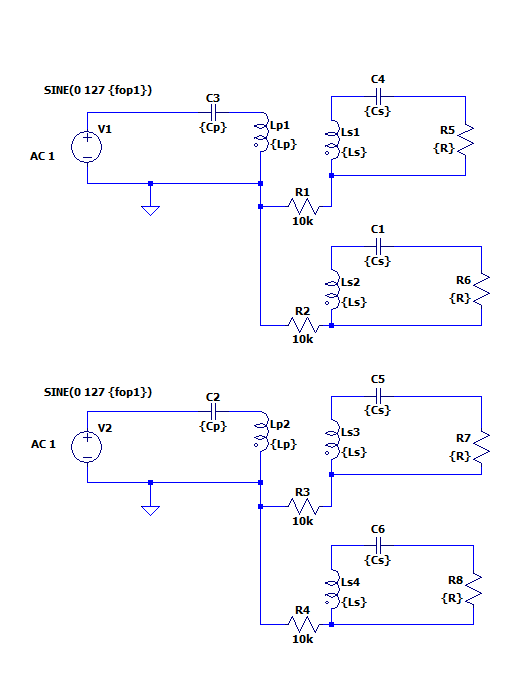 SINE(0 127 {fop1})
V1
AC 1
C3
{Cp}
Lp1
{Lp}
C4
{Cs}
Ls1
{Ls}
R5
{R}
R1
10k
C1
{Cs}
Ls2
{Ls}
R6
{R}
R2
10k
SINE(0 127 {fop1})
V2
AC 1
C2
{Cp}
Lp2
{Lp}
C5
{Cs}
Ls3
{Ls}
R7
{R}
R3
10k
C6
{Cs}
Ls4
{Ls}
R8
{R}
R4
10k